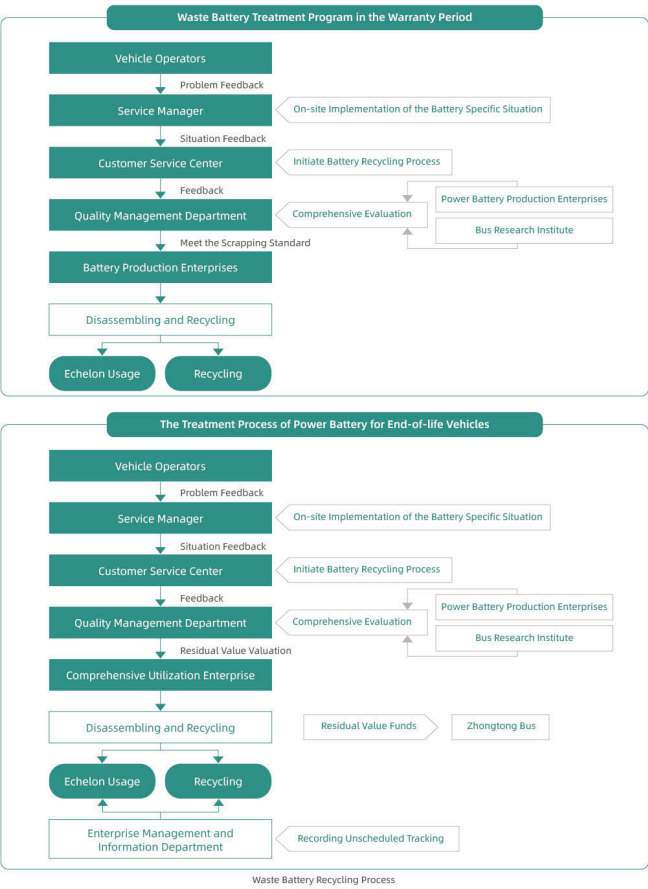 Waste Battery Treatment Program in the Warranty Period
Vehicle Operators
Problem Feedback
Service Manager
On-site Implementation of the Battery Specific Situation
Situation Feedback
Customer Service Center
Initiate Battery Recycling Process
Feedback
Quality Management Department
Comprehensive Evaluation
Power Battery Production Enterprises
Bus Research Institute
Meet the Scrapping Standard
Battery Production Enterprises
Disassembling and Recycling
Echelon Usage
Recycling
The Treatment Process of Power Battery for End-of-life Vehicles
Vehicle Operators
Problem Feedback
Service Manager
On-site Implementation of the Battery Specific Situation
Situation Feedback
Customer Service Center
Initiate Battery Recycling Process
Feedback
Quality Management Department
Comprehensive Evaluation
Power Battery Production Enterprises
Bus Research Institute
Residual Value Valuation
Comprehensive Utilization Enterprise
Disassembling and Recycling
Residual Value Funds
Zhongtong Bus
Echelon Usage
Recycling
Enterprise Management and
Information Department
Recording Unscheduled Tracking
Waste Battery Recycling Process